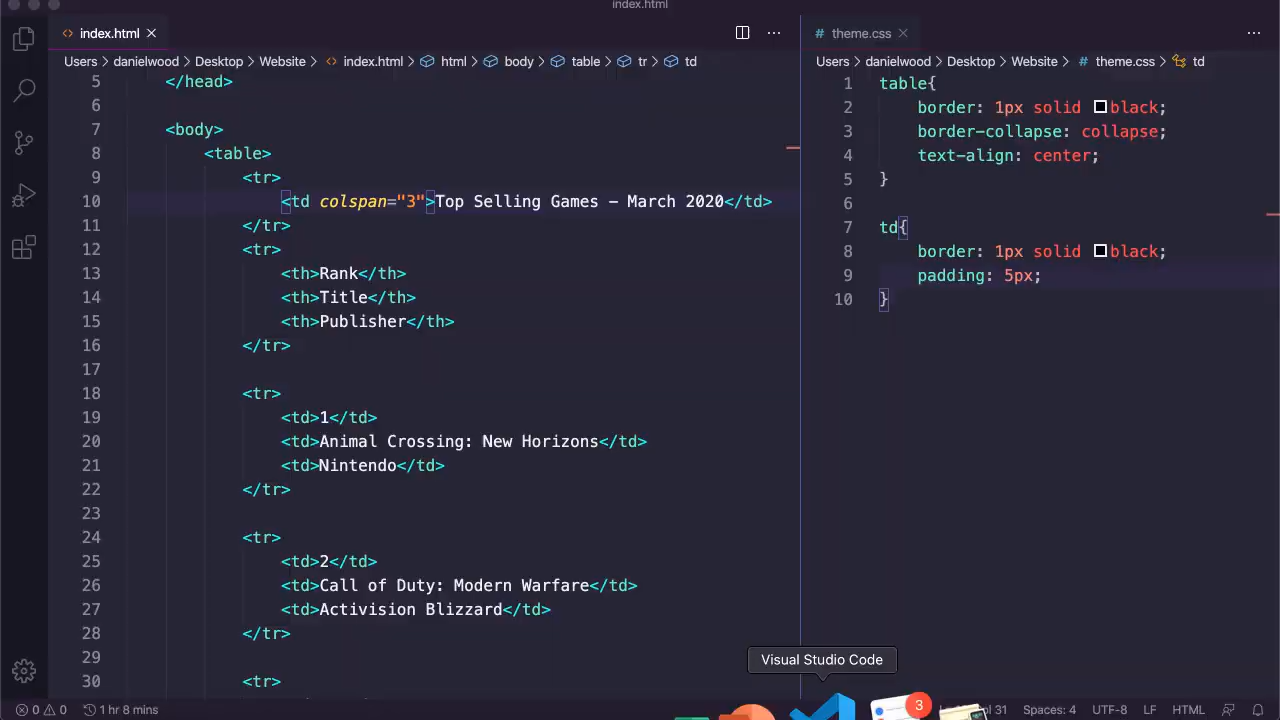 index.html
index.html
Users danielwood Desktop Website index.html html body table tr td
5 </head>
6
7 <body>
8 <table>
9 <tr>
10 <td colspan="3">Top Selling Games - March 2020</td>
11 </tr>
12 <tr>
13 <th>Rank</th>
14 <th>Title</th>
15 <th>Publisher</th>
16 </tr>
17
18 <tr>
19 <td>1</td>
20 <td>Animal Crossing: New Horizons</td>
21 <td>Nintendo</td>
22 </tr>
23
24 <tr>
25 <td>2</td>
26 <td>Call of Duty: Modern Warfare</td>
27 <td>Activision Blizzard</td>
28 </tr>
29
30 <tr>
# theme.css
Users danielwood Desktop Website # theme.css td
1 table{
2 border: 1px solid black;
3 border-collapse: collapse;
4 text-align: center;
5 }
6
7 td{
8 border: 1px solid black;
9 padding: 5px;
10 }
Visual Studio Code
3
0 0 1 hr 8 mins 31 Spaces: 4 UTF-8 LF HTML